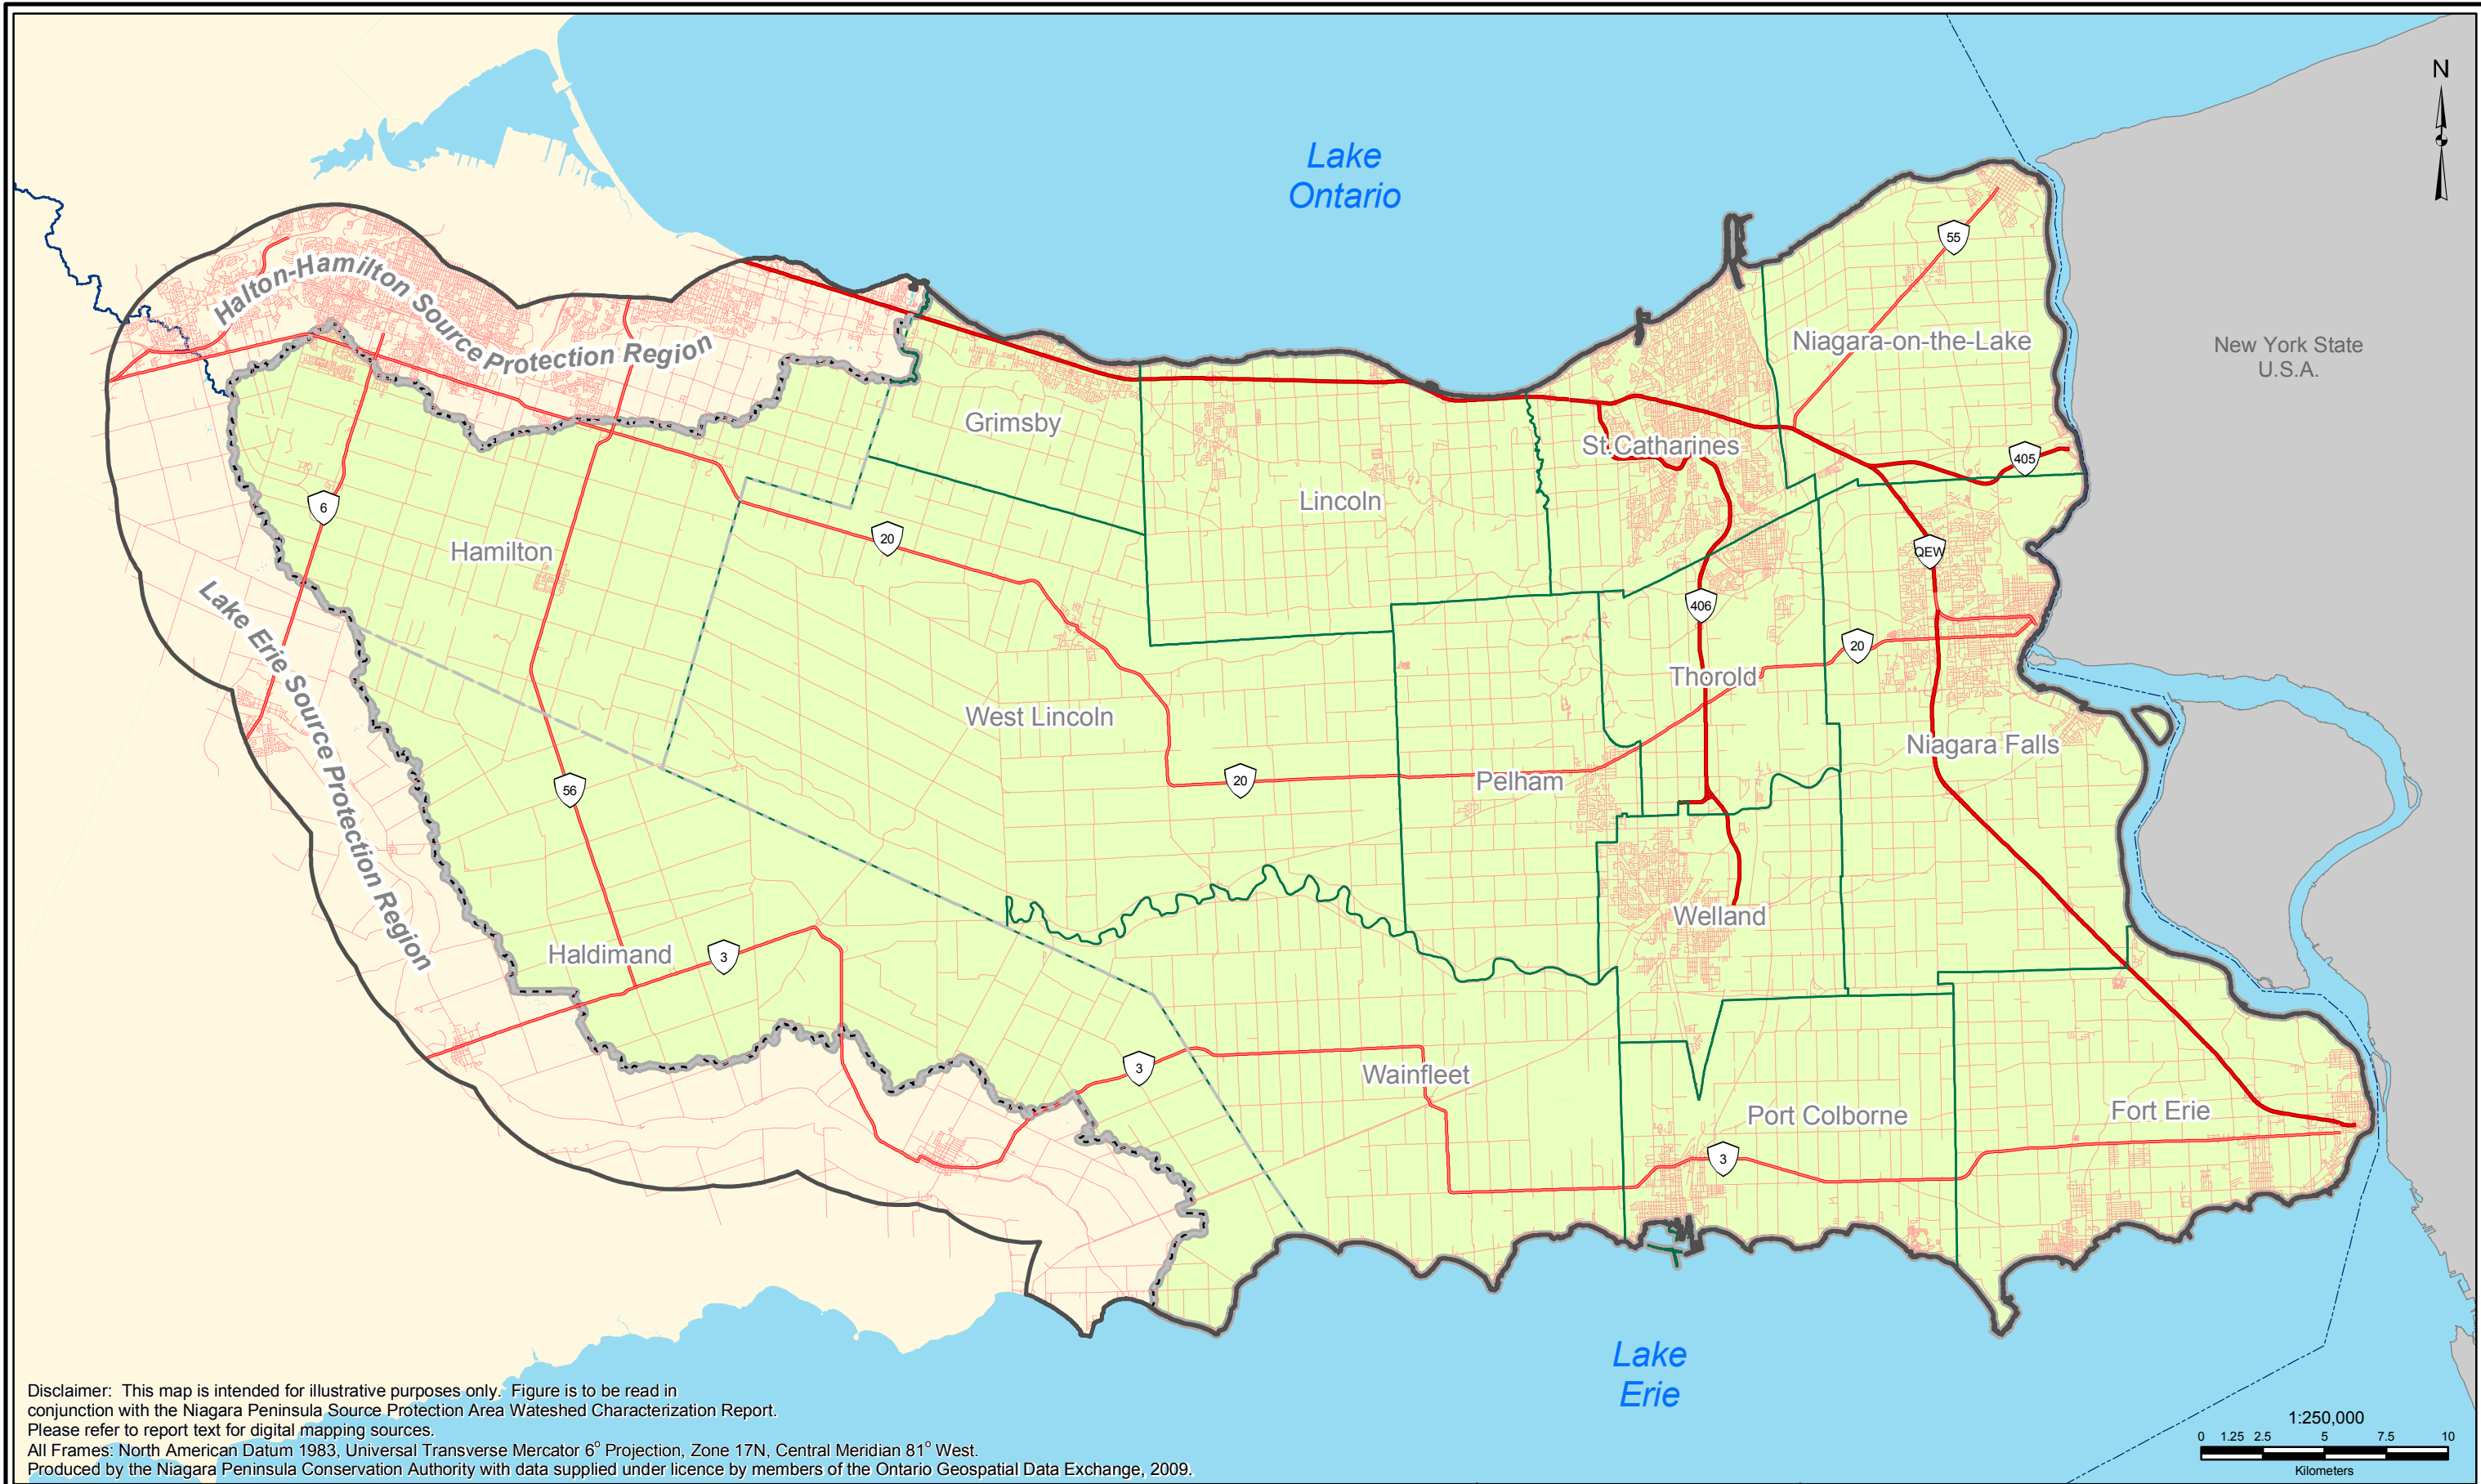 N
Lake
Ontario
55
Halton-Hamilton Source Protection Region
Niagara-on-the-Lake
New York State
U.S.A.
Grimsby
St.Catharines
405
Lincoln
6
20
Hamilton
QEW
406
Lake Erie Source Protection Region
20
Thorold
West Lincoln
Niagara Falls
20
Pelham
56
Welland
Haldimand
3
3
Wainfleet
Port Colborne
Fort Erie
3
Lake
Erie
Disclaimer: This map is intended for illustrative purposes only. Figure is to be read in
conjunction with the Niagara Peninsula Source Protection Area Wateshed Characterization Report.
Please refer to report text for digital mapping sources.
All Frames: North American Datum 1983, Universal Transverse Mercator 6° Projection, Zone 17N, Central Meridian 81° West.
Produced by the Niagara Peninsula Conservation Authority with data supplied under licence by members of the Ontario Geospatial Data Exchange, 2009.
1:250,000
0 1.25 2.5 5 7.5 10
Kilometers